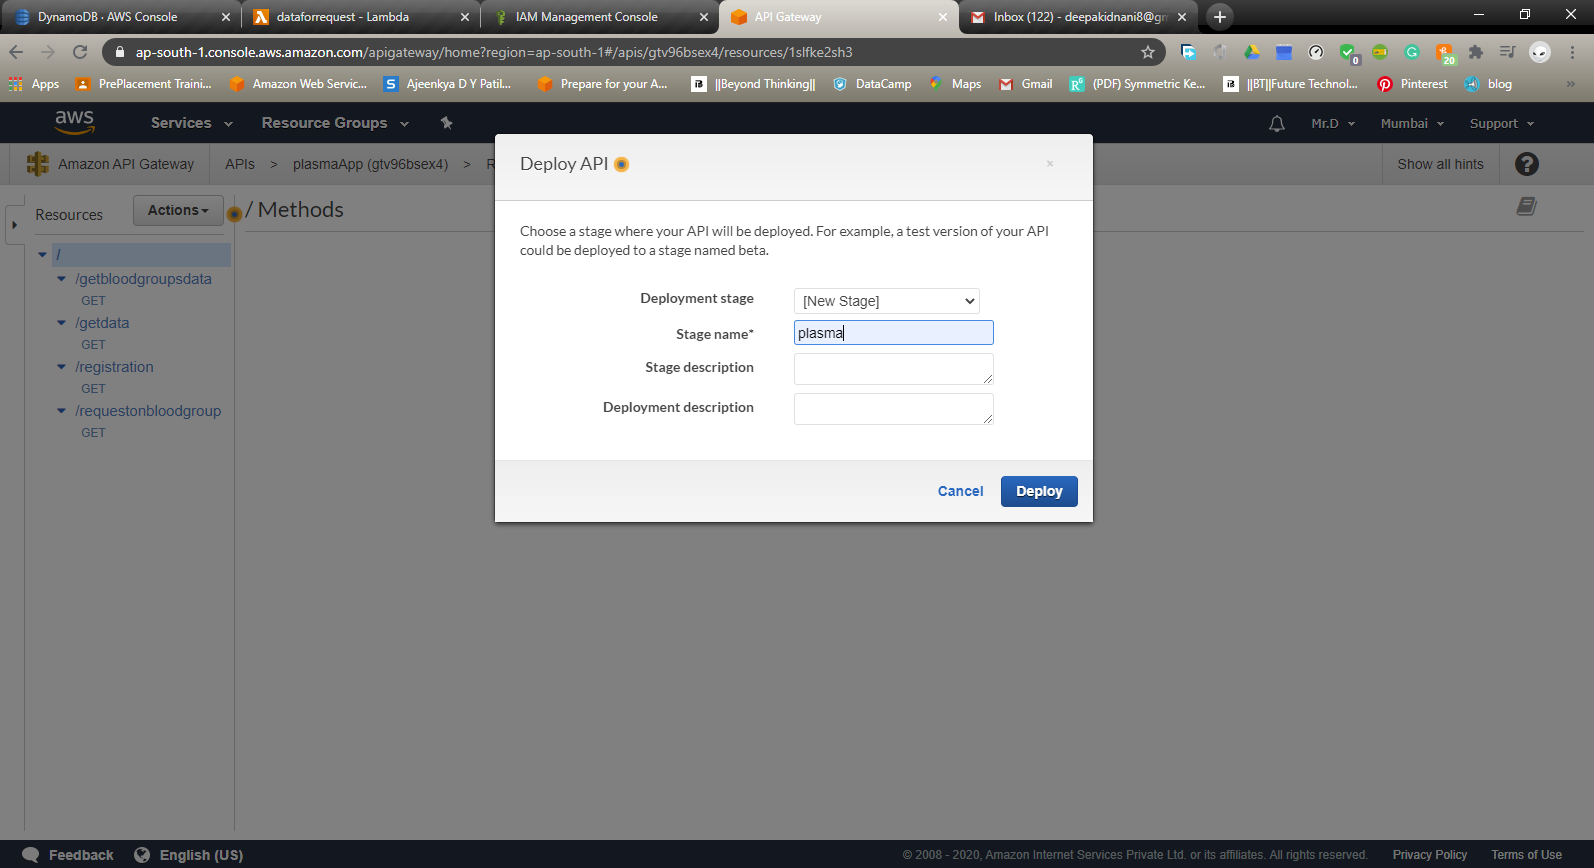 DynamoDB · AWS Console
dataforrequest - Lambda
IAM Management Console
API Gateway
Inbox (122) - deepakidnani8@gm
ap-south-1.console.aws.amazon.com/apigateway/home?region=ap-south-1#/apis/gtv96bsex4/resources/1slfke2sh3
0
20
Apps
PrePlacement Traini...
Amazon Web Servic...
Ajeenkya D Y Patil...
Prepare for your A...
||Beyond Thinking||
DataCamp
Maps
Gmail
(PDF) Symmetric Ke...
||BT||Future Technol...
Pinterest
blog
»
aws
Services
Resource Groups
Mr.D
Mumbai
Support
Amazon API Gateway
APIs > plasmaApp (gtv96bsex4) > R
Show all hints
?
Resources
Actions
/ Methods
/
/getbloodgroupsdata
GET
/getdata
GET
/registration
GET
/requestonbloodgroup
GET
Deploy API
×
Choose a stage where your API will be deployed. For example, a test version of your API
could be deployed to a stage named beta.
Deployment stage
[New Stage]
Stage name*
plasma
Stage description
Deployment description
Cancel
Deploy
Feedback
English (US)
© 2008 - 2020, Amazon Internet Services Private Ltd. or its affiliates. All rights reserved.
Privacy Policy
Terms of Use